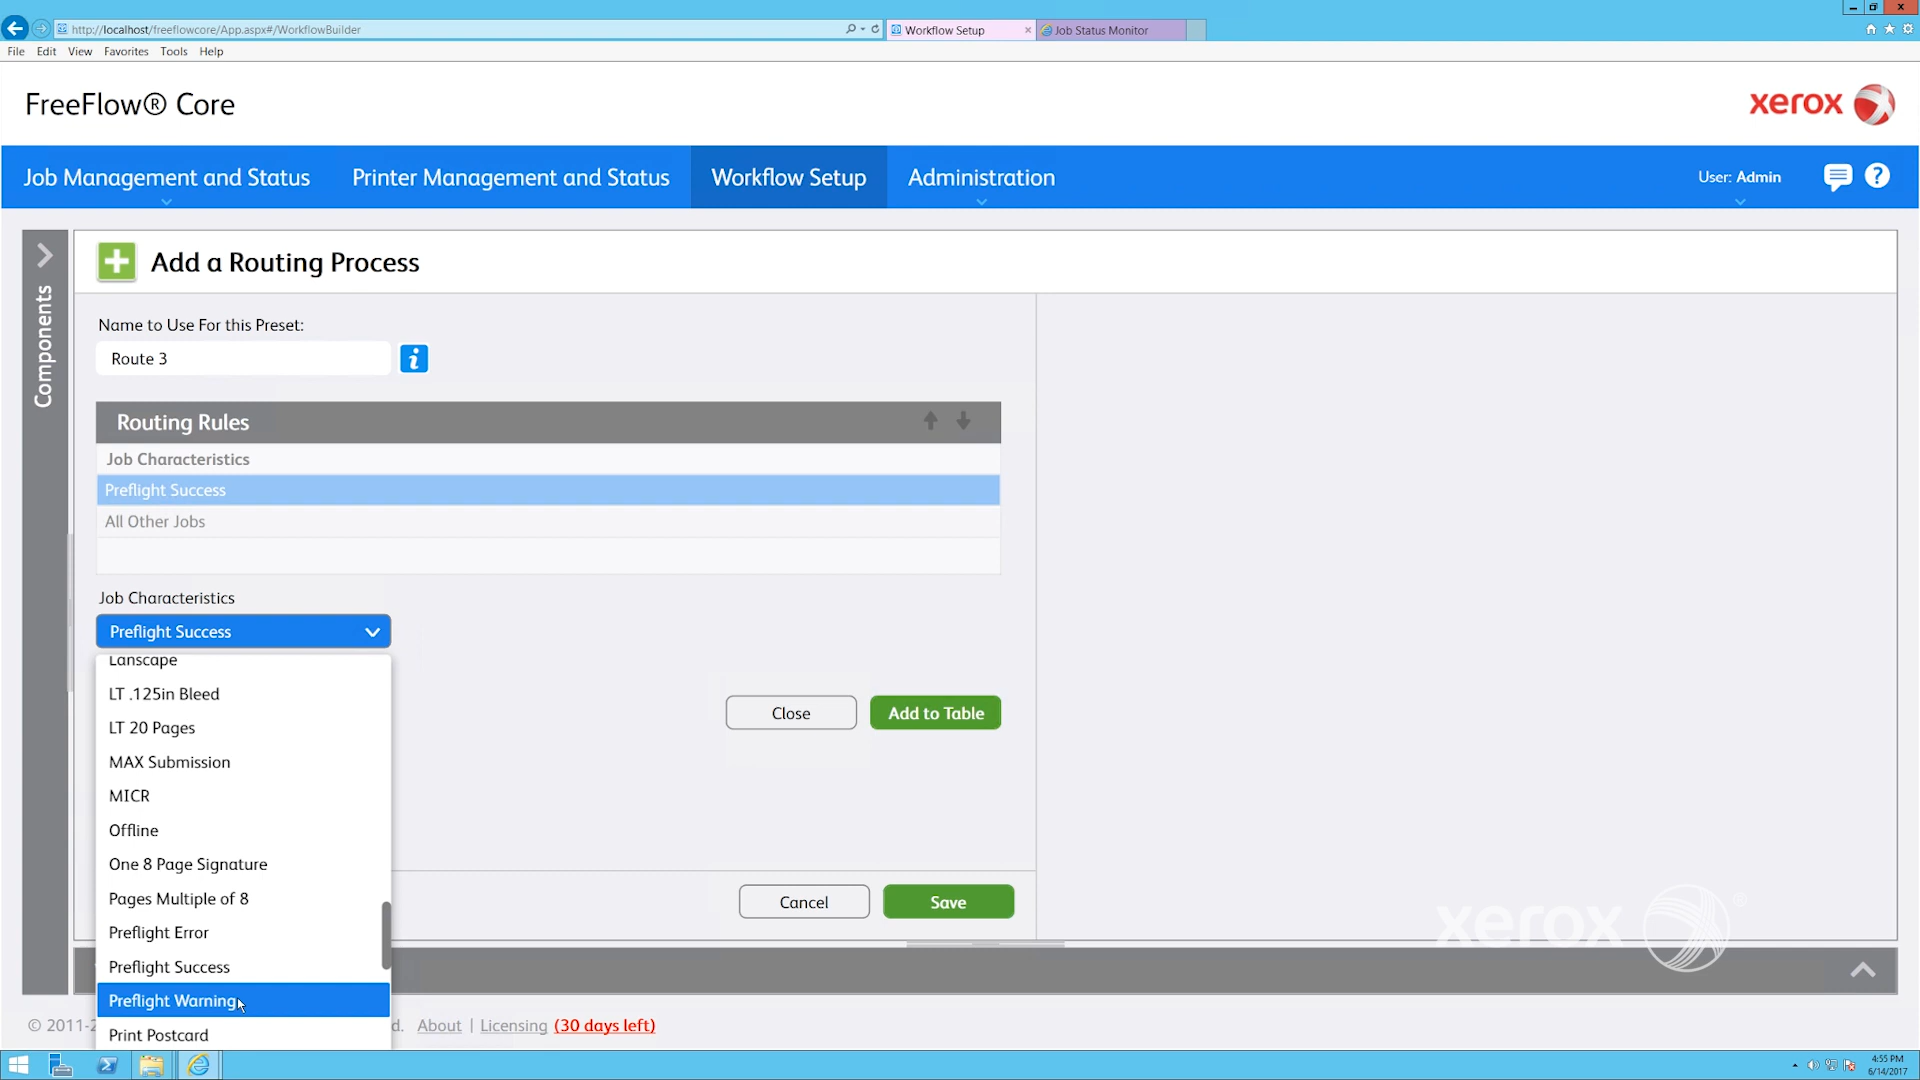 http://localhost/freeflowcore/App.aspx#/WorkflowBuilder
Workflow Setup
Job Status Monitor
File Edit View Favorites Tools Help
FreeFlow® Core
xerox
Job Management and Status
Printer Management and Status
Workflow Setup
Administration
User: Admin
Components
Add a Routing Process
Name to Use For this Preset:
Route 3
Routing Rules
Job Characteristics
Preflight Success
All Other Jobs
Job Characteristics
Preflight Success
Lanscape
LT .125in Bleed
LT 20 Pages
MAX Submission
MICR
Offline
One 8 Page Signature
Pages Multiple of 8
Preflight Error
Preflight Success
Preflight Warning
Print Postcard
Close
Add to Table
Cancel
Save
xerox ®
© 2011-2
d. About | Licensing (30 days left)
4:55 PM
6/14/2017